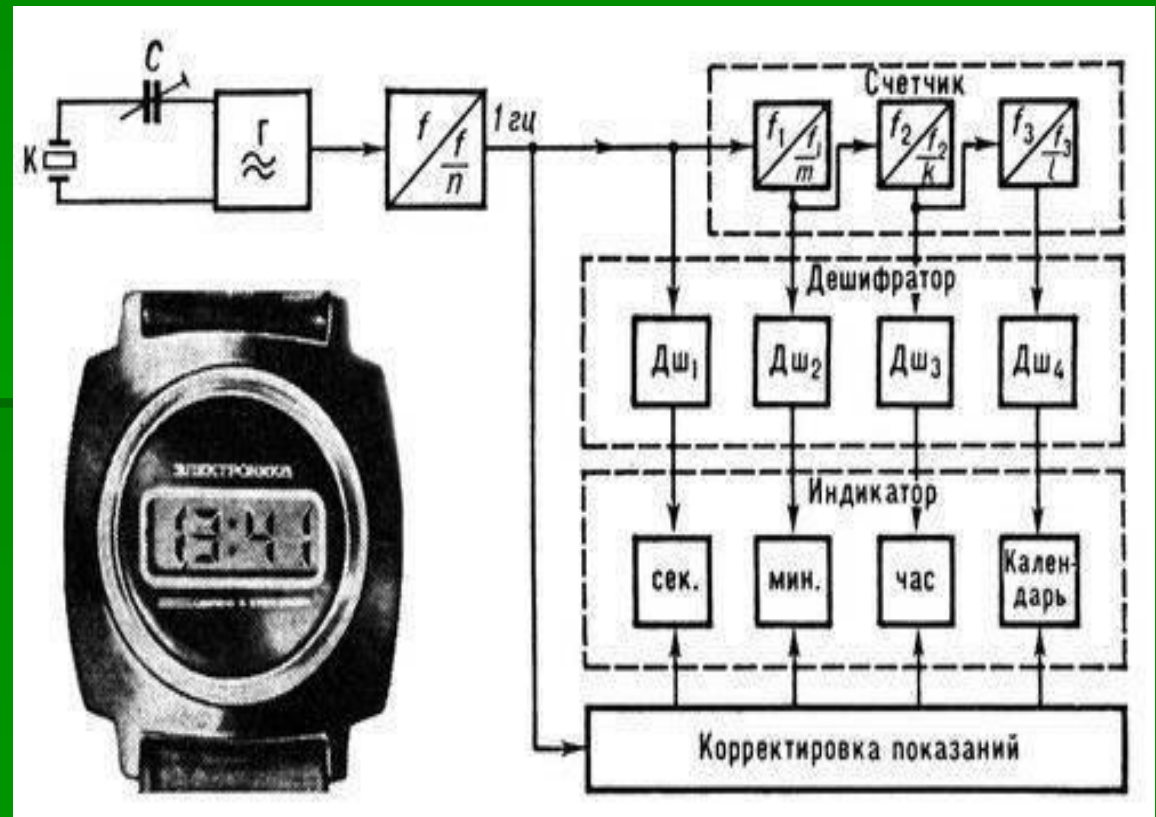 C
К
Г
f
f
n
1 гц
Счетчик
f1
f1
m
f2
f2
k
f3
f3
l
Дешифратор
Дш1
Дш2
Дш3
Дш4
Индикатор
сек.
мин.
час
Кален-
дарь
Корректировка показаний
ЭЛЕКТРОНИКА
13:41